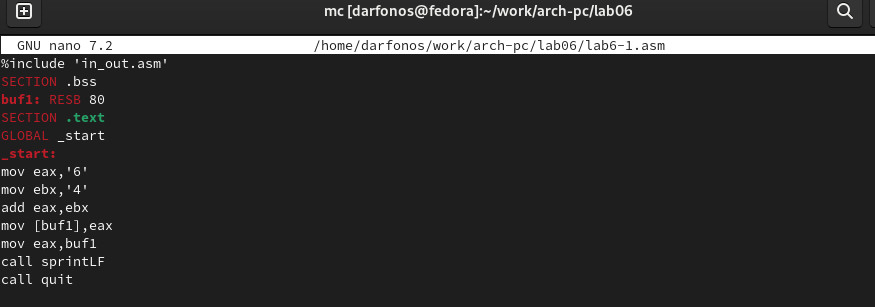 mc [darfonos@fedora]:~/work/arch-pc/lab06
GNU nano 7.2 /home/darfonos/work/arch-pc/lab06/lab6-1.asm
%include 'in_out.asm'
SECTION .bss
buf1: RESB 80
SECTION .text
GLOBAL _start
_start:
mov eax,'6'
mov ebx,'4'
add eax,ebx
mov [buf1],eax
mov eax,buf1
call sprintLF
call quit